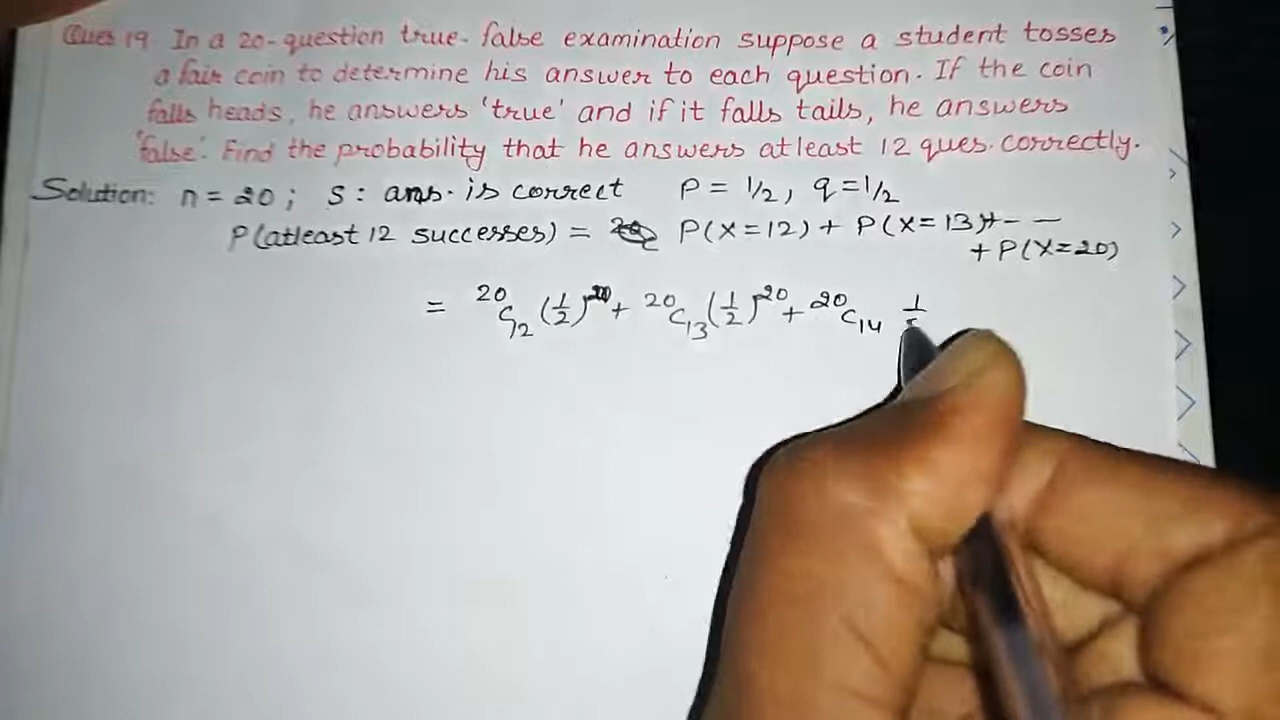 Ques 19. In a 20-question true-false examination suppose a student tosses
a fair coin to determine his answer to each question. If the coin
falls heads, he answers 'true' and if it falls tails, he answers
'false'. Find the probability that he answers atleast 12 ques. correctly.
Solution: n = 20 ; S : ans. is correct P = 1/2, q = 1/2
P(atleast 12 successes) = P(X=12) + P(X=13)+ - -
+ P(X=20)
= ²⁰C₁₂ (1/2)²⁰ + ²⁰C₁₃ (1/2)²⁰ + ²⁰C₁₄ 1